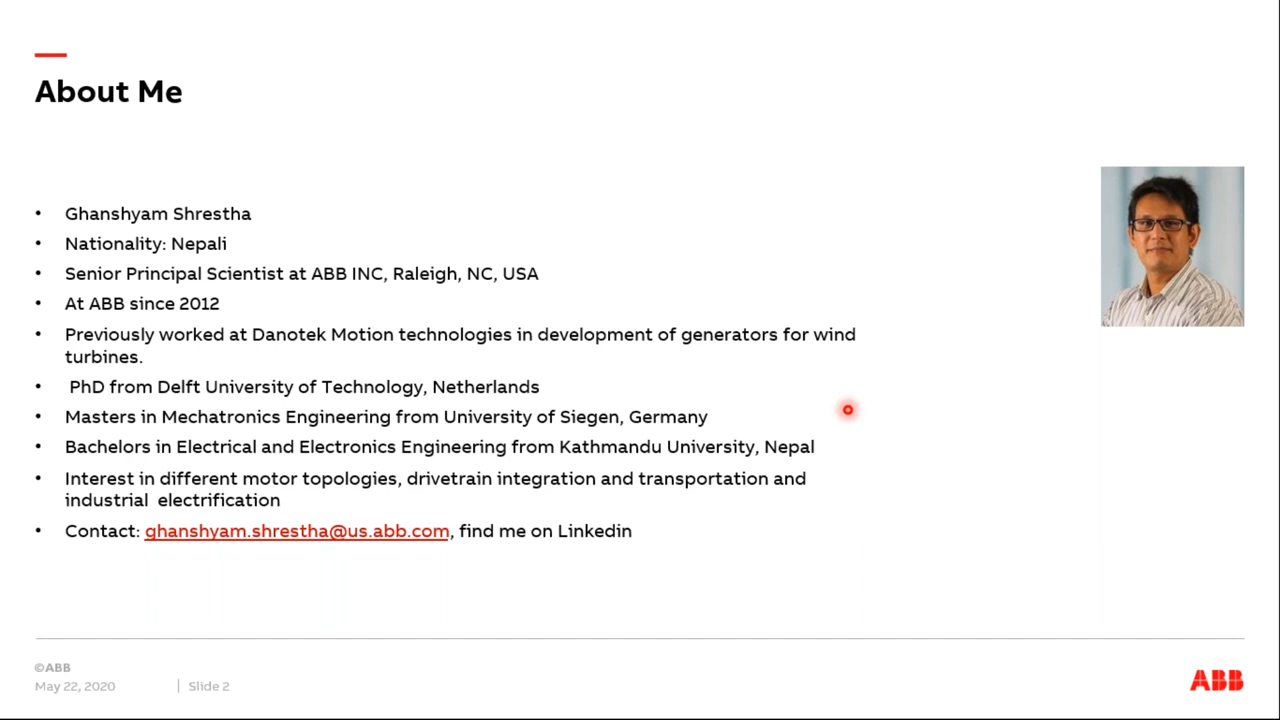 About Me
• Ghanshyam Shrestha
• Nationality: Nepali
• Senior Principal Scientist at ABB INC, Raleigh, NC, USA
• At ABB since 2012
• Previously worked at Danotek Motion technologies in development of generators for wind
turbines.
• PhD from Delft University of Technology, Netherlands
• Masters in Mechatronics Engineering from University of Siegen, Germany
• Bachelors in Electrical and Electronics Engineering from Kathmandu University, Nepal
• Interest in different motor topologies, drivetrain integration and transportation and
industrial  electrification
• Contact: ghanshyam.shrestha@us.abb.com, find me on Linkedin
©ABB
May 22, 2020 | Slide 2
ABB